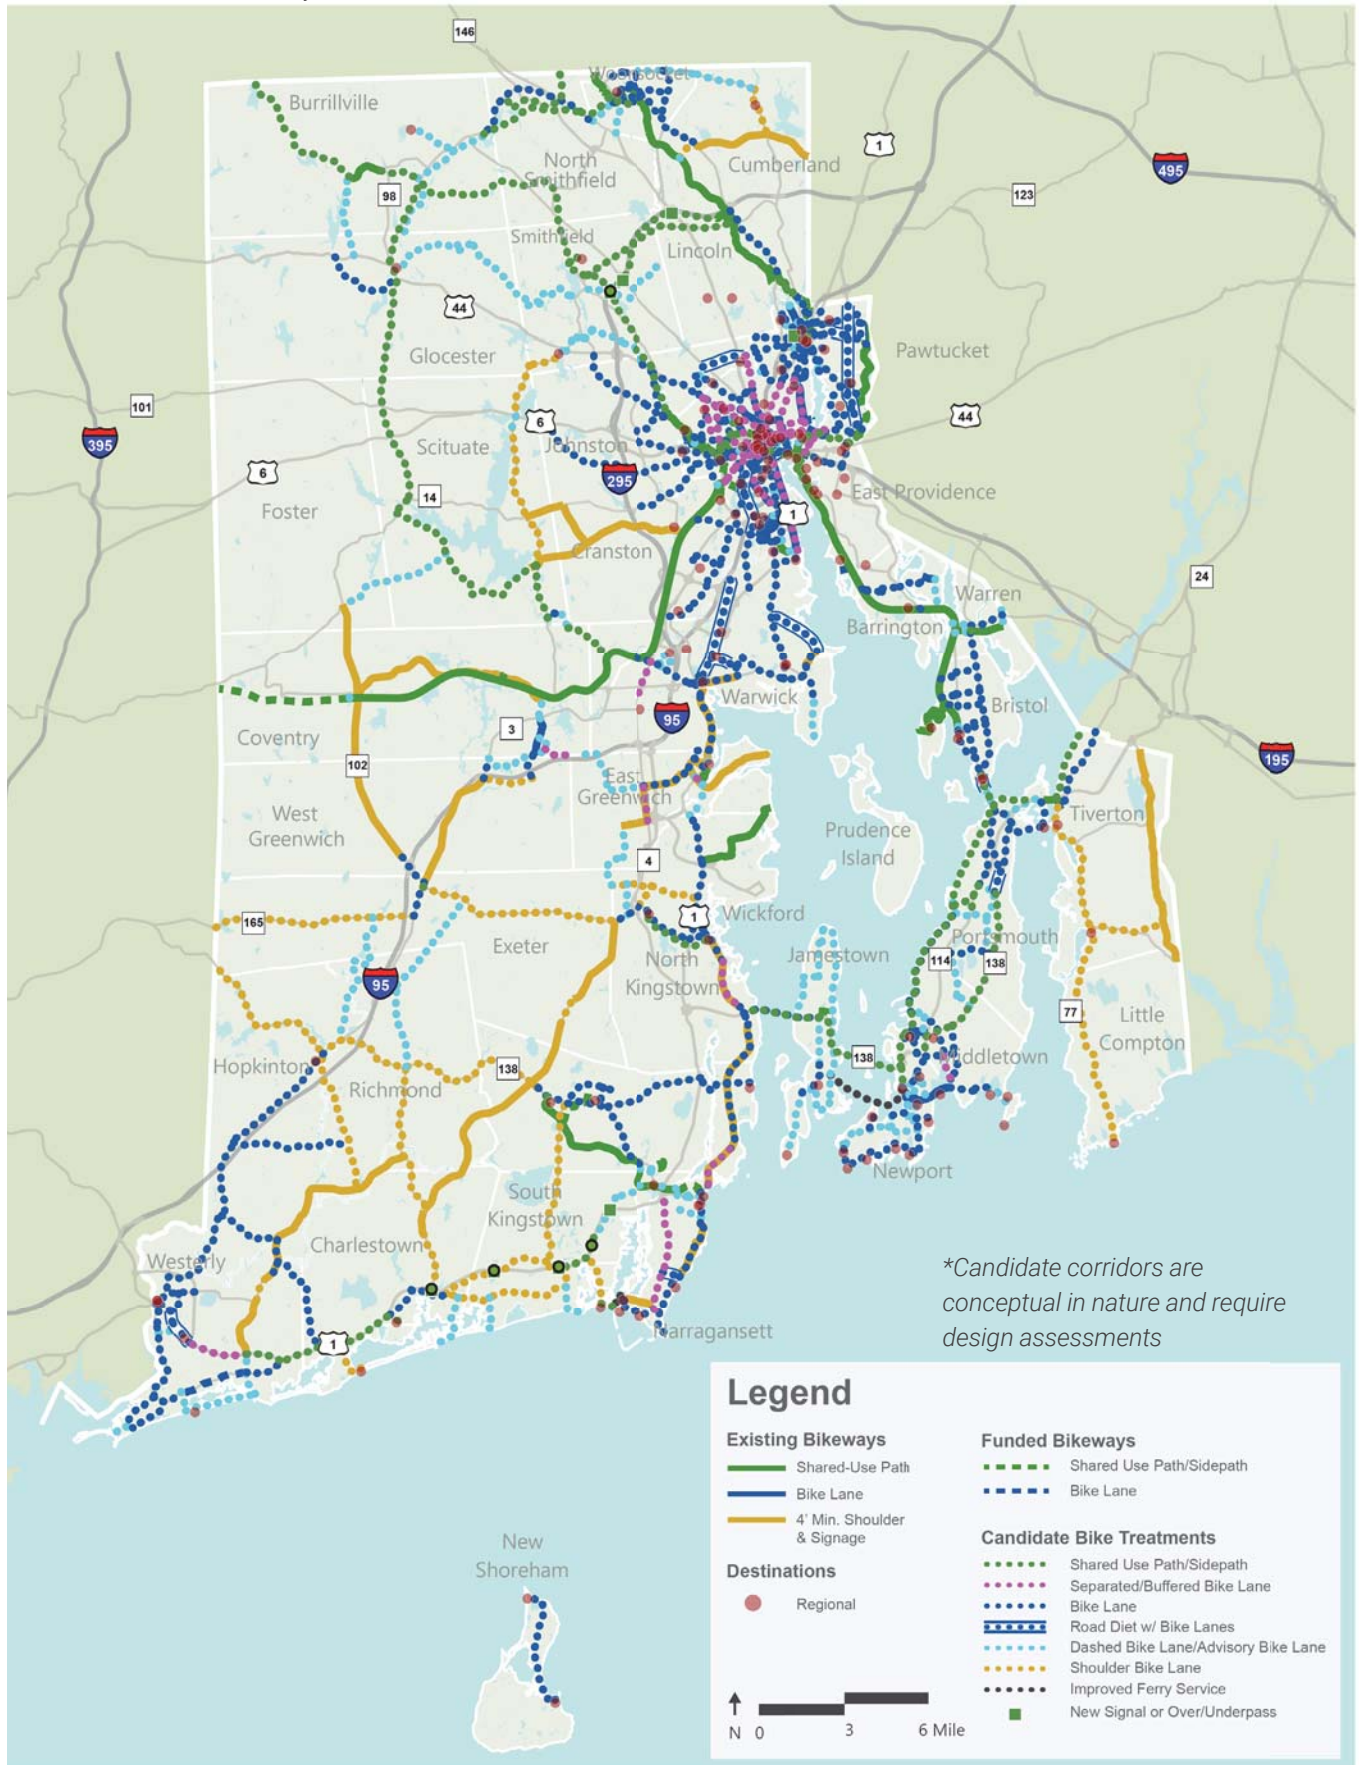 146
Woonsocket
Burrillville
1
495
North
Smithfield
Cumberland
98
123
Smithfield
Lincoln
44
Glocester
Pawtucket
101
395
6
44
6
Scituate
Johnston
295
14
East Providence
1
Foster
Cranston
24
Warren
Barrington
Warwick
Bristol
3
95
Coventry
195
102
East
Greenwich
West
Greenwich
Tiverton
Prudence
Island
4
1
Wickford
165
Exeter
Portsmouth
Jamestown
North
Kingstown
114
138
95
77
Little
Compton
138
Middletown
Hopkinton
138
Richmond
Newport
South
Kingstown
Charlestown
Westerly
*Candidate corridors are
conceptual in nature and require
design assessments
1
Narragansett
New
Shoreham
Legend
Existing Bikeways
Shared-Use Path
Bike Lane
4' Min. Shoulder
& Signage
Destinations
Regional
N 0 3 6 Mile
Funded Bikeways
Shared Use Path/Sidepath
Bike Lane
Candidate Bike Treatments
Shared Use Path/Sidepath
Separated/Buffered Bike Lane
Bike Lane
Road Diet w/ Bike Lanes
Dashed Bike Lane/Advisory Bike Lane
Shoulder Bike Lane
Improved Ferry Service
New Signal or Over/Underpass